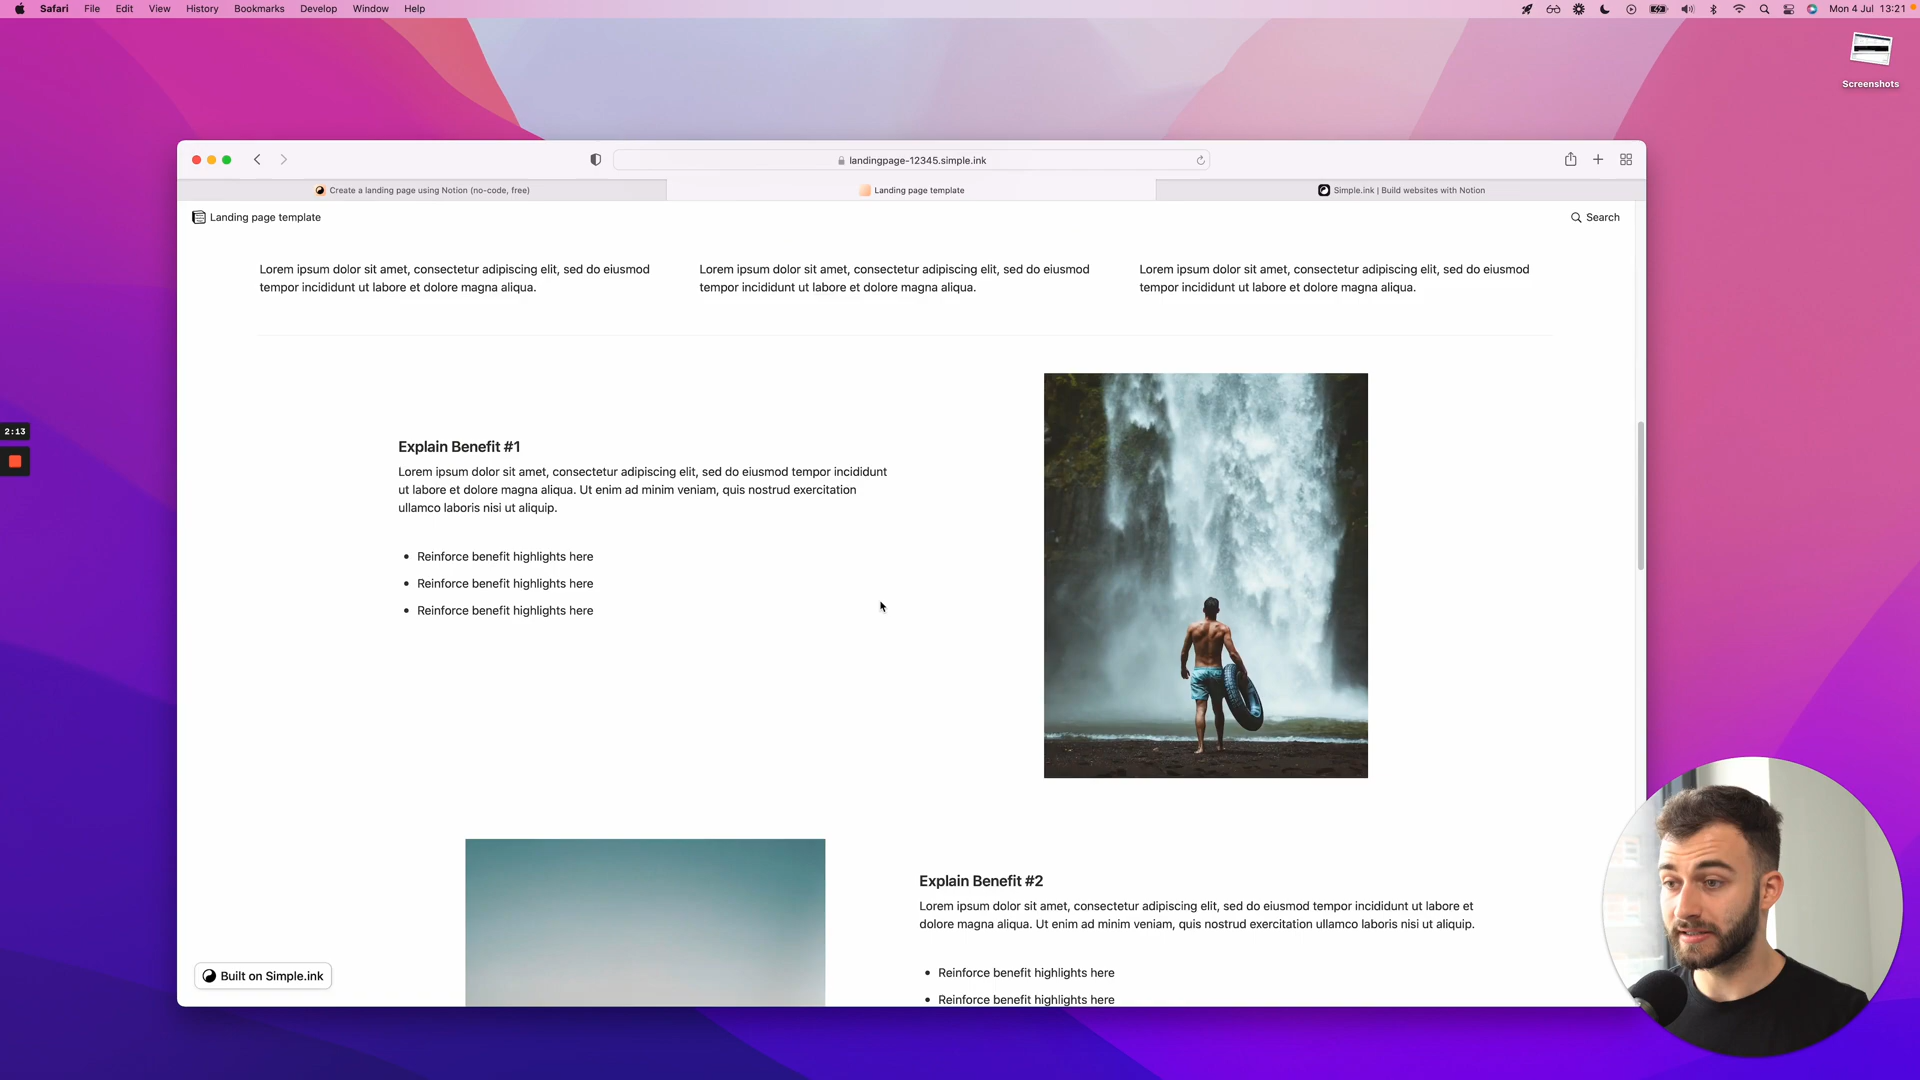 Safari File Edit View History Bookmarks Develop Window Help
Mon 4 Jul 13:21
Screenshots
landingpage-12345.simple.ink
Create a landing page using Notion (no-code, free)
Landing page template
Simple.ink | Build websites with Notion
Landing page template
Search
Lorem ipsum dolor sit amet, consectetur adipiscing elit, sed do eiusmod
tempor incididunt ut labore et dolore magna aliqua.
Lorem ipsum dolor sit amet, consectetur adipiscing elit, sed do eiusmod
tempor incididunt ut labore et dolore magna aliqua.
Lorem ipsum dolor sit amet, consectetur adipiscing elit, sed do eiusmod
tempor incididunt ut labore et dolore magna aliqua.
2:13
Explain Benefit #1
Lorem ipsum dolor sit amet, consectetur adipiscing elit, sed do eiusmod tempor incididunt
ut labore et dolore magna aliqua. Ut enim ad minim veniam, quis nostrud exercitation
ullamco laboris nisi ut aliquip.
• Reinforce benefit highlights here
• Reinforce benefit highlights here
• Reinforce benefit highlights here
Explain Benefit #2
Lorem ipsum dolor sit amet, consectetur adipiscing elit, sed do eiusmod tempor incididunt ut labore et
dolore magna aliqua. Ut enim ad minim veniam, quis nostrud exercitation ullamco laboris nisi ut aliquip.
• Reinforce benefit highlights here
• Reinforce benefit highlights here
Built on Simple.ink